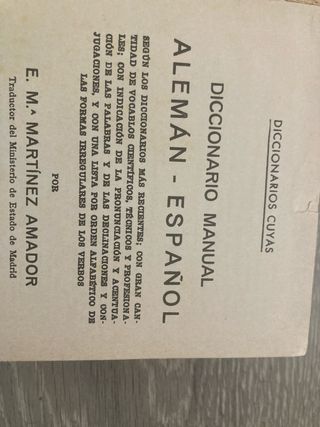 DICCIONARIOS CUYAS
DICCIONARIO MANUAL
ALEMÁN - ESPAÑOL
SEGÚN LOS DICCIONARIOS MÁS RECIENTES; CON GRAN CAN-
TIDAD DE VOCABLOS CIENTÍFICOS, TÉCNICOS Y PROFESIONA-
LES; CON INDICACIÓN DE LA PRONUNCIACIÓN Y ACENTUA-
CIÓN DE LAS PALABRAS Y DE LAS DECLINACIONES Y CON-
JUGACIONES, Y CON UNA LISTA POR ORDEN ALFABÉTICO DE
LAS FORMAS IRREGULARES DE LOS VERBOS
POR
E. M.ª MARTÍNEZ AMADOR
Traductor del Ministerio de Estado de Madrid